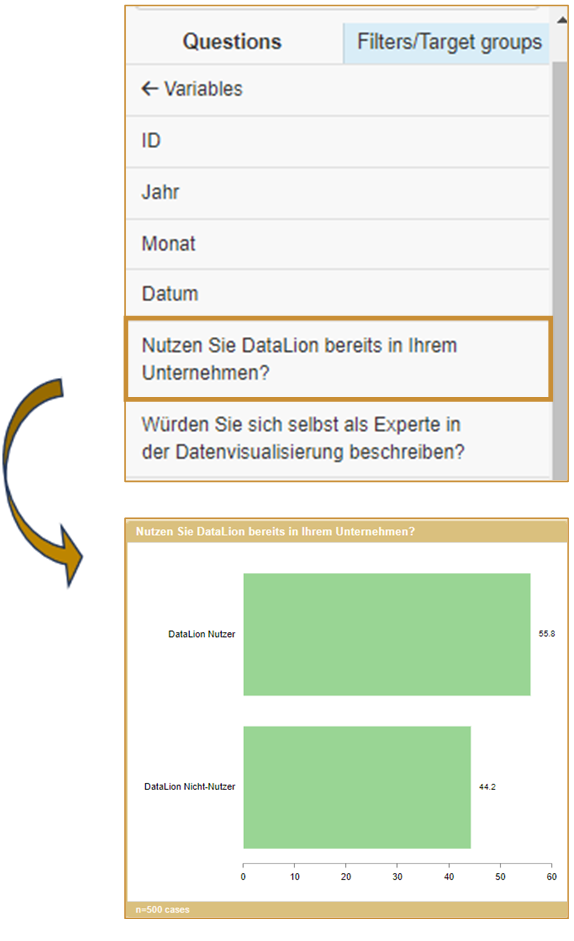 Questions
Filters/Target groups
← Variables
ID
Jahr
Monat
Datum
Nutzen Sie DataLion bereits in Ihrem
Unternehmen?
Würden Sie sich selbst als Experte in
der Datenvisualisierung beschreiben?
Nutzen Sie DataLion bereits in Ihrem Unternehmen?
DataLion Nutzer
55.8
DataLion Nicht-Nutzer
44.2
0 10 20 30 40 50 60
n=500 cases